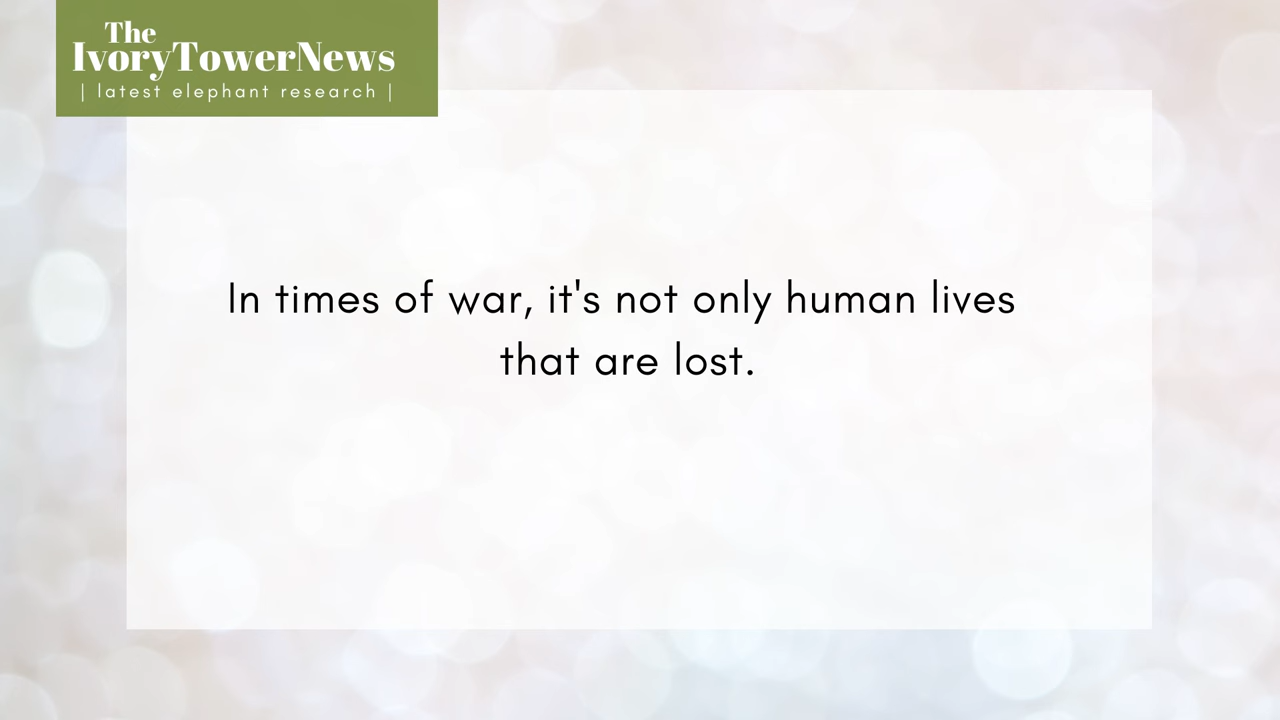 The
IvoryTowerNews
| latest elephant research |
In times of war, it's not only human lives
that are lost.